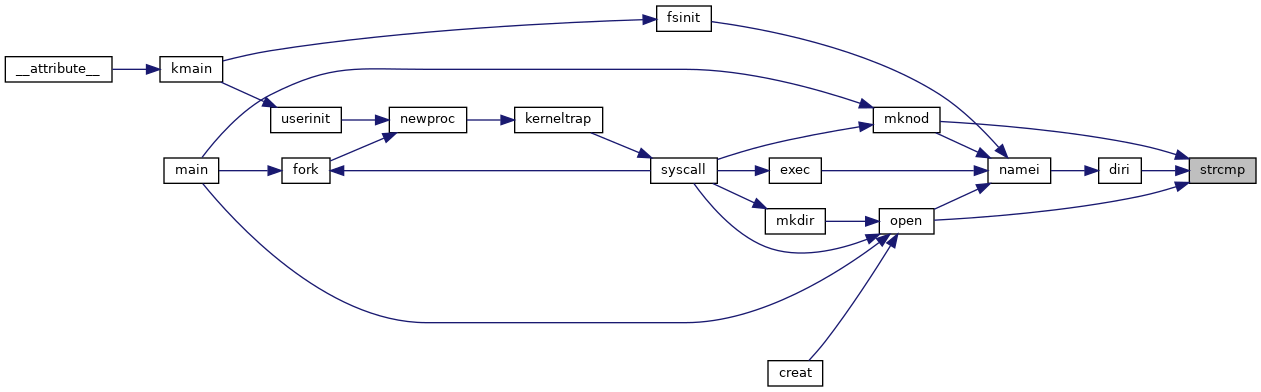 fsinit
__attribute__
kmain
userinit
newproc
kerneltrap
mknod
main
fork
syscall
exec
namei
diri
strcmp
mkdir
open
creat